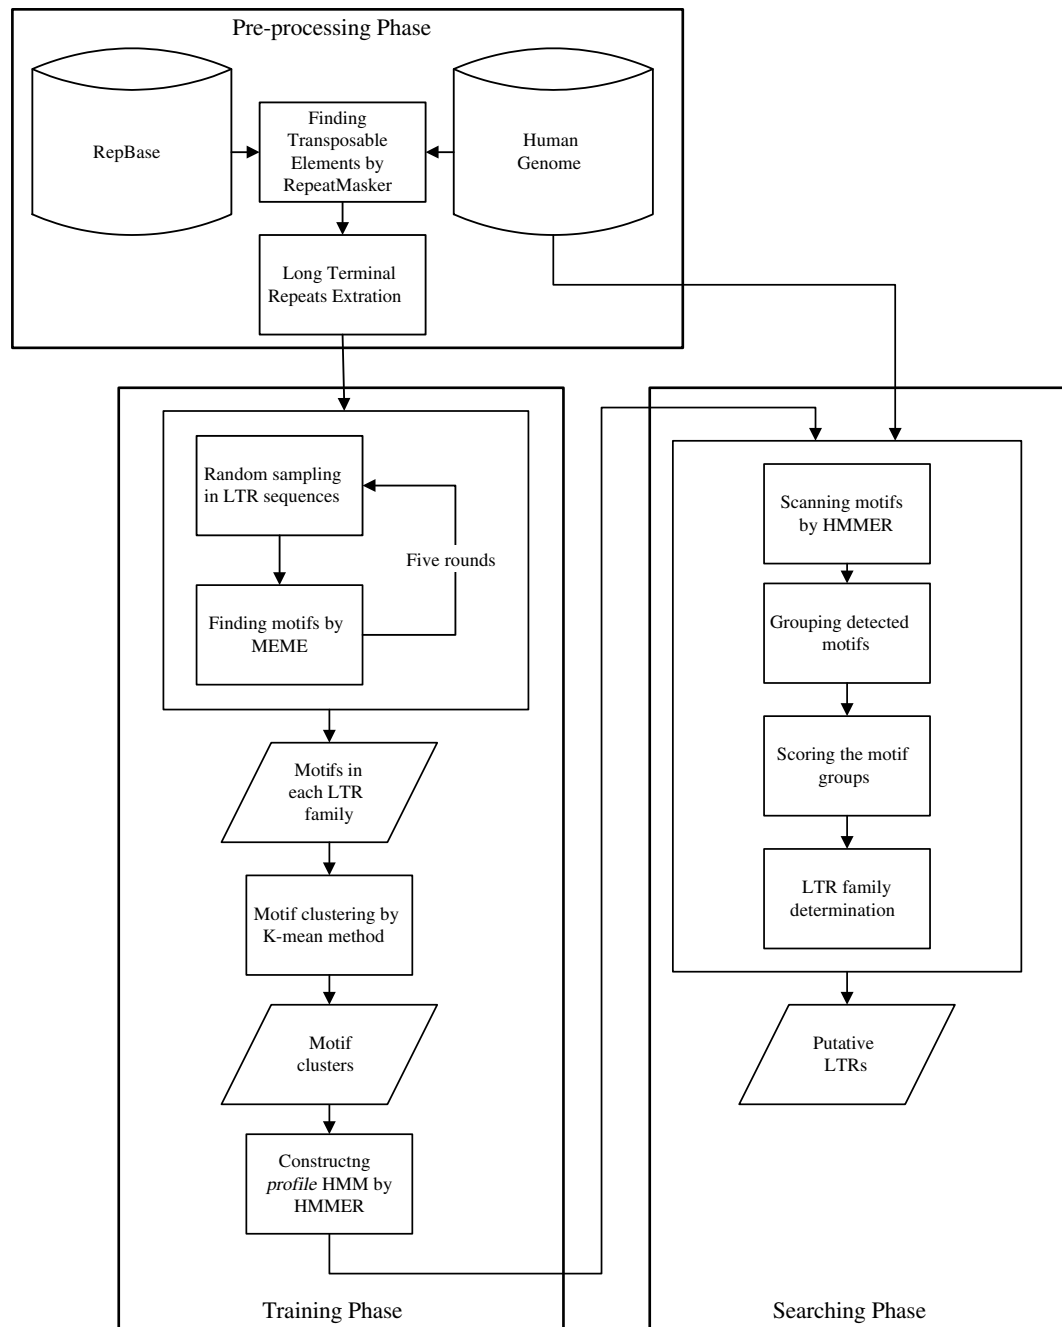 Pre-processing Phase
RepBase
Finding
Transposable
Elements by
RepeatMasker
Human
Genome
Long Terminal
Repeats Extration
Random sampling
in LTR sequences
Five rounds
Finding motifs by
MEME
Motifs in
each LTR
family
Motif clustering by
K-mean method
Motif
clusters
Constructng
profile HMM by
HMMER
Training Phase
Scanning motifs
by HMMER
Grouping detected
motifs
Scoring the motif
groups
LTR family
determination
Putative
LTRs
Searching Phase